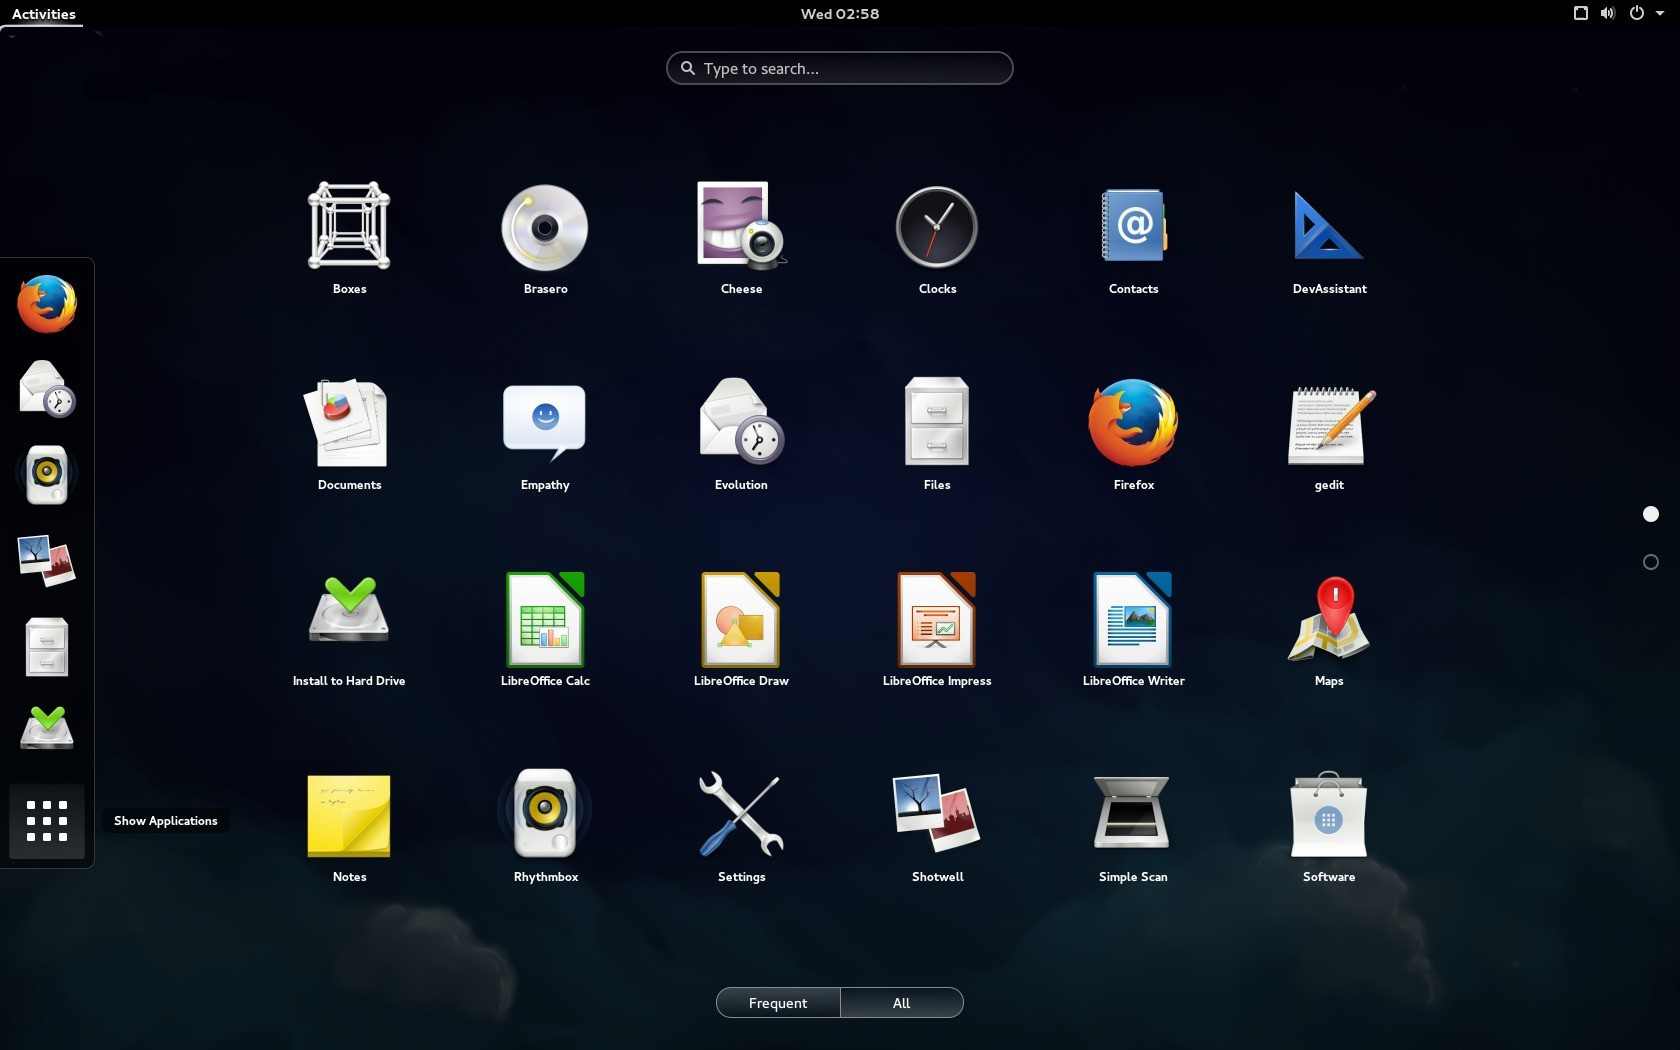 Activities
Wed 02:58
Type to search...
Boxes
Brasero
Cheese
Clocks
Contacts
DevAssistant
Documents
Empathy
Evolution
Files
Firefox
gedit
Install to Hard Drive
LibreOffice Calc
LibreOffice Draw
LibreOffice Impress
LibreOffice Writer
Maps
Show Applications
Notes
Rhythmbox
Settings
Shotwell
Simple Scan
Software
Frequent
All